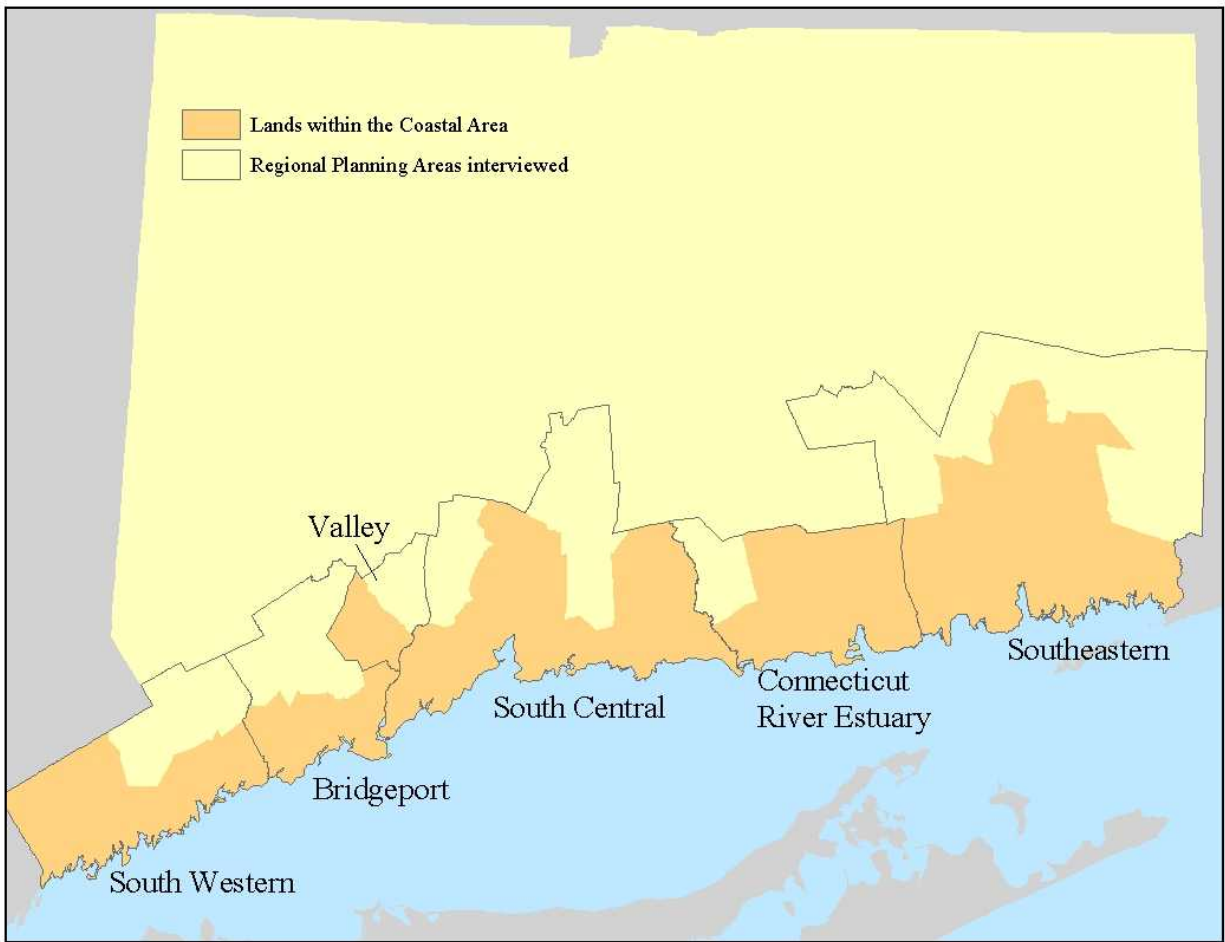 Lands within the Coastal Area
Regional Planning Areas interviewed
Valley
Southeastern
Connecticut
River Estuary
South Central
Bridgeport
South Western